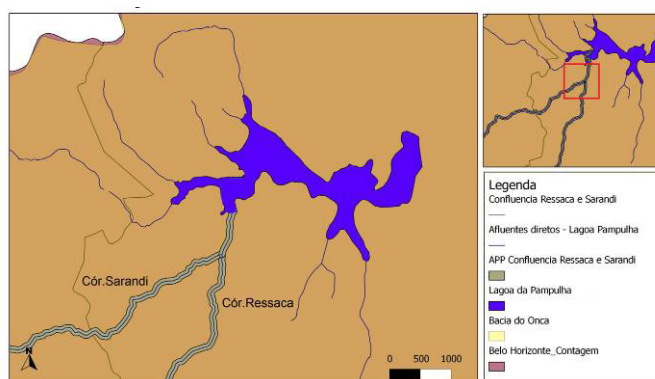 Cór.Sarandi
Cór.Ressaca
N
0 500 1000
Legenda
Confluencia Ressaca e Sarandi
Afluentes diretos - Lagoa Pampulha
APP Confluencia Ressaca e Sarandi
Lagoa da Pampulha
Bacia do Onca
Belo Horizonte_Contagem